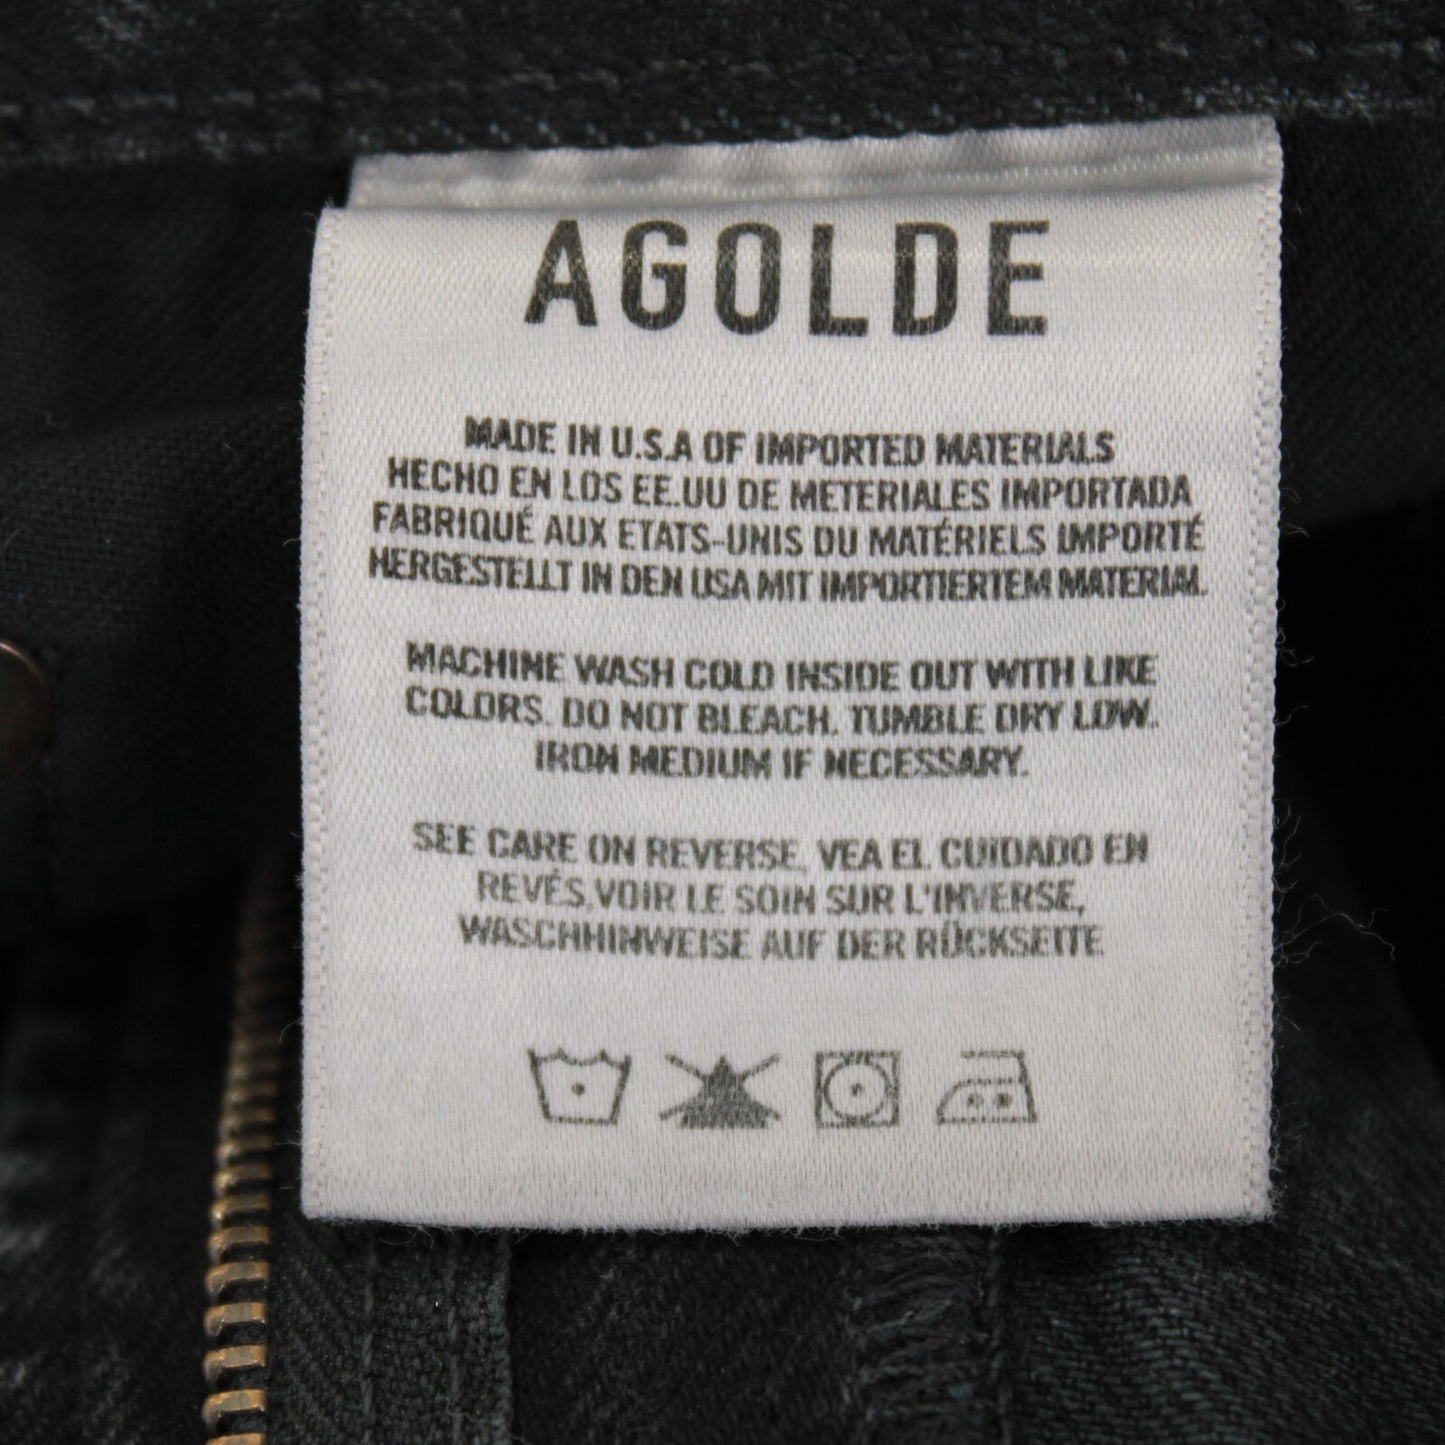 AGOLDE
MADE IN U.S.A OF IMPORTED MATERIALS
HECHO EN LOS EE.UU DE METERIALES IMPORTADA
FABRIQUÉ AUX ETATS-UNIS DU MATÉRIELS IMPORTÉ
HERGESTELLT IN DEN USA MIT IMPORTIERTEM MATERIAL.
MACHINE WASH COLD INSIDE OUT WITH LIKE
COLORS. DO NOT BLEACH. TUMBLE DRY LOW.
IRON MEDIUM IF NECESSARY.
SEE CARE ON REVERSE, VEA EL CUIDADO EN
REVÉS,VOIR LE SOIN SUR L'INVERSE,
WASCHHINWEISE AUF DER RÜCKSEITE